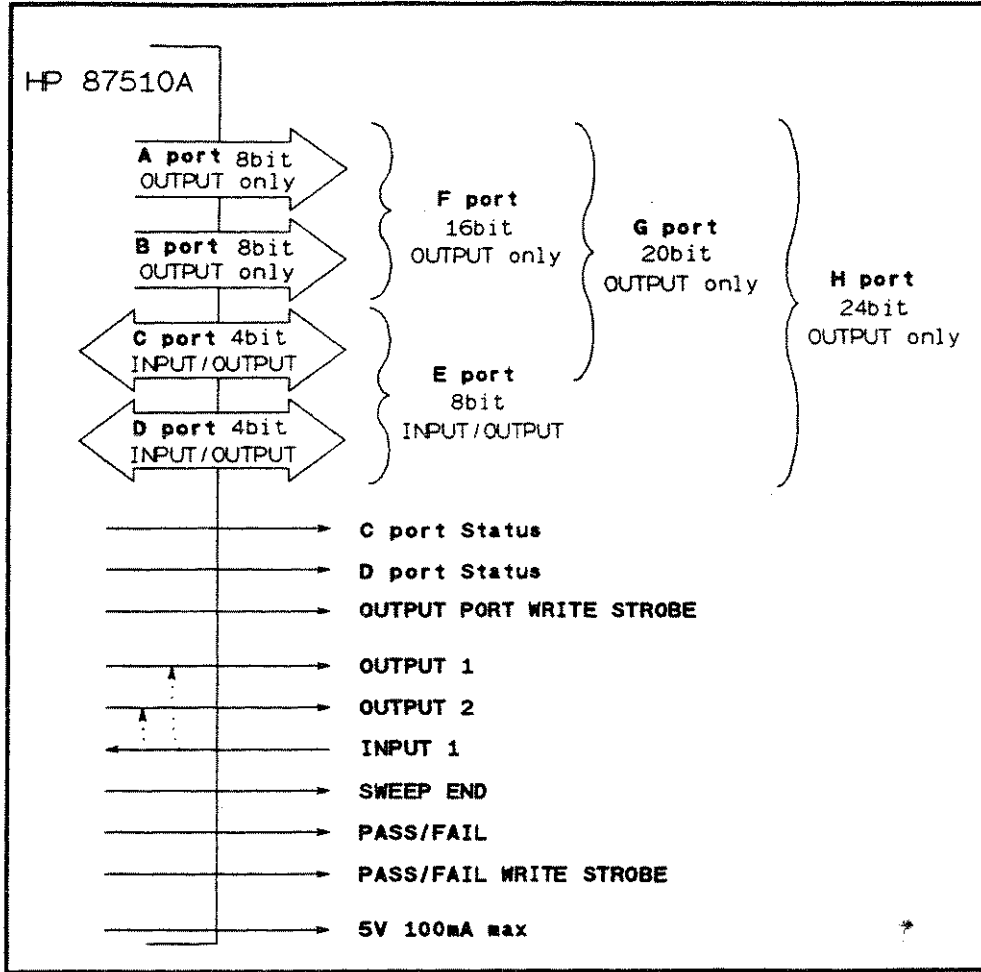 HP 87510A
A port 8bit
OUTPUT only
B port 8bit
OUTPUT only
C port 4bit
INPUT/OUTPUT
D port 4bit
INPUT/OUTPUT
F port
16bit
OUTPUT only
E port
8bit
INPUT/OUTPUT
G port
20bit
OUTPUT only
H port
24bit
OUTPUT only
C port Status
D port Status
OUTPUT PORT WRITE STROBE
OUTPUT 1
OUTPUT 2
INPUT 1
SWEEP END
PASS/FAIL
PASS/FAIL WRITE STROBE
5V 100mA max